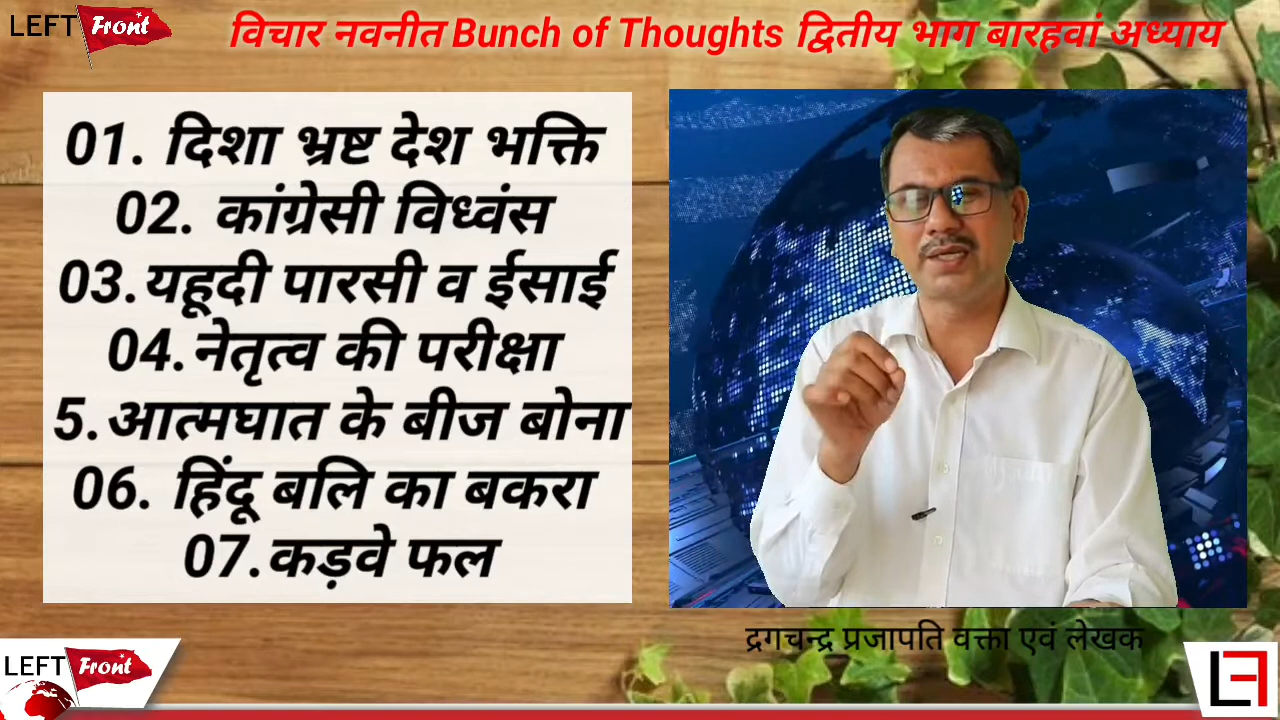 LEFT Front
विचार नवनीत Bunch of Thoughts द्वितीय भाग बारहवां अध्याय
01. दिशा भ्रष्ट देश भक्ति
02. कांग्रेसी विध्वंस
03.यहूदी पारसी व ईसाई
04.नेतृत्व की परीक्षा
5.आत्मघात के बीज बोना
06. हिंदू बलि का बकरा
07.कड़वे फल
द्रगचन्द्र प्रजापति वक्ता एवं लेखक
LEFT Front
LF